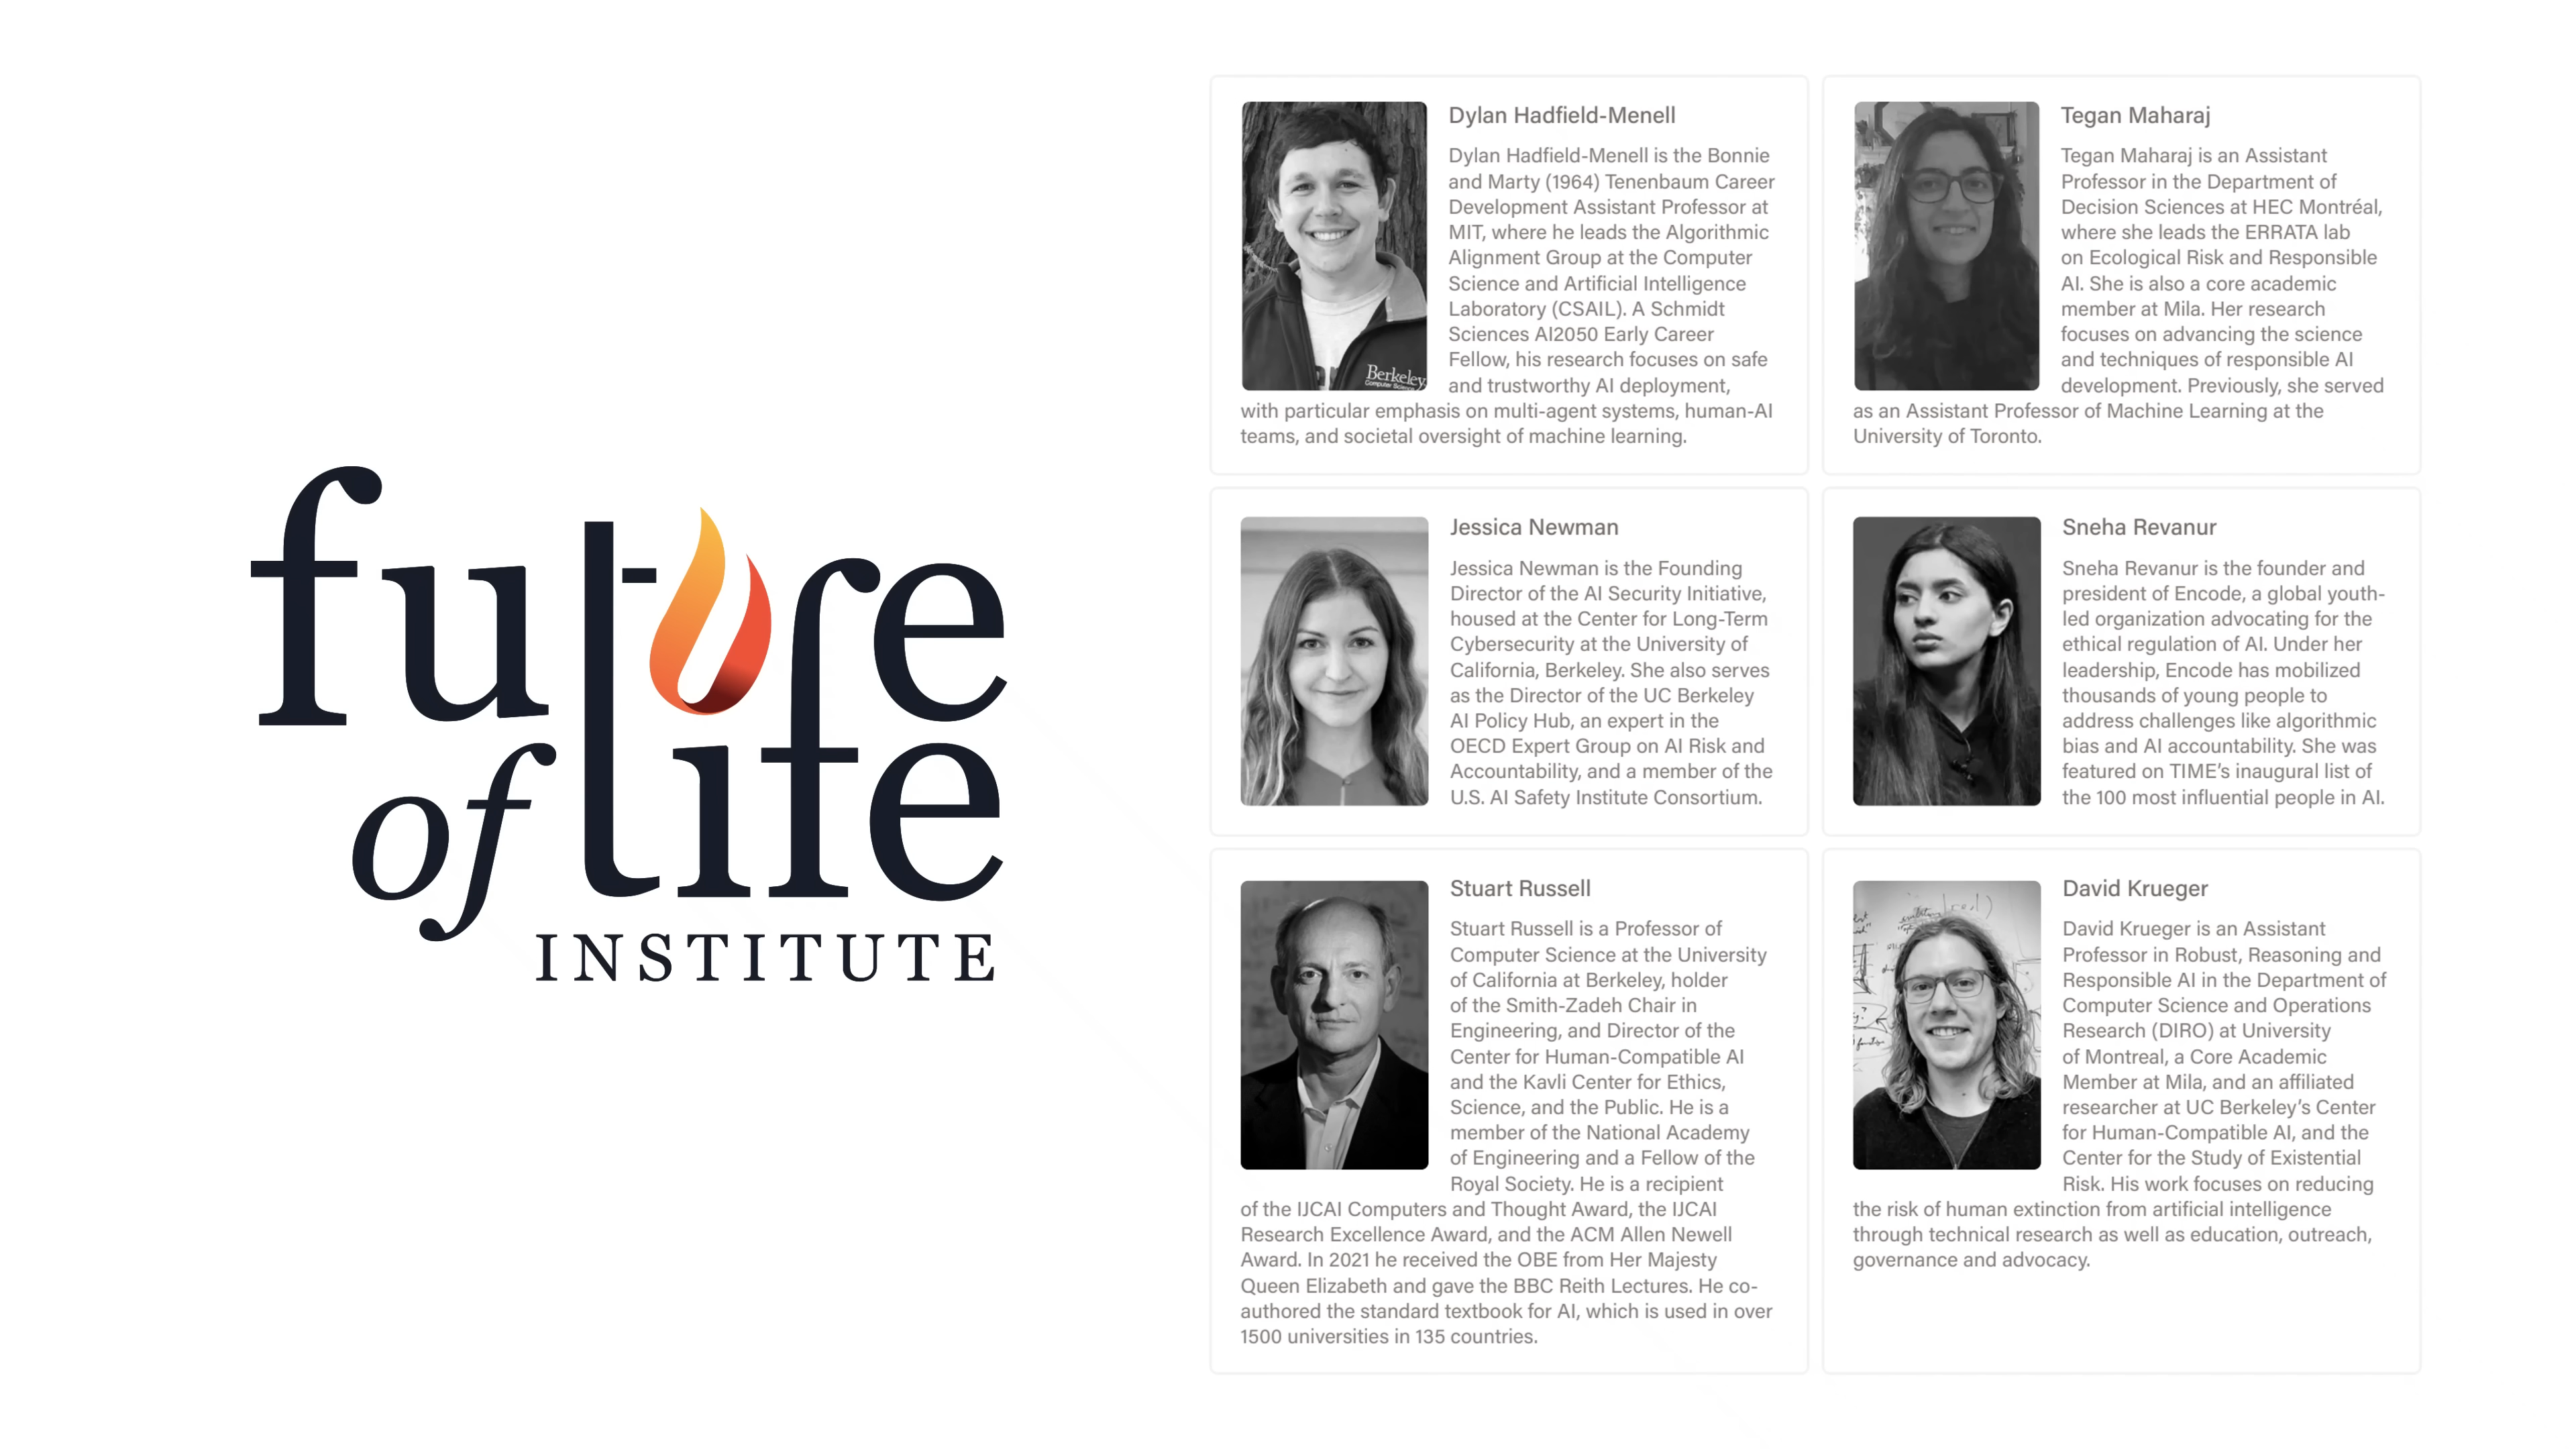 future
of life
INSTITUTE
Dylan Hadfield-Menell
Dylan Hadfield-Menell is the Bonnie
and Marty (1964) Tenenbaum Career
Development Assistant Professor at
MIT, where he leads the Algorithmic
Alignment Group at the Computer
Science and Artificial Intelligence
Laboratory (CSAIL). A Schmidt
Sciences AI2050 Early Career
Fellow, his research focuses on safe
and trustworthy AI deployment,
with particular emphasis on multi-agent systems, human-AI
teams, and societal oversight of machine learning.
Berkeley
Computer Science
Tegan Maharaj
Tegan Maharaj is an Assistant
Professor in the Department of
Decision Sciences at HEC Montréal,
where she leads the ERRATA lab
on Ecological Risk and Responsible
AI. She is also a core academic
member at Mila. Her research
focuses on advancing the science
and techniques of responsible AI
development. Previously, she served
as an Assistant Professor of Machine Learning at the
University of Toronto.
Jessica Newman
Jessica Newman is the Founding
Director of the AI Security Initiative,
housed at the Center for Long-Term
Cybersecurity at the University of
California, Berkeley. She also serves
as the Director of the UC Berkeley
AI Policy Hub, an expert in the
OECD Expert Group on AI Risk and
Accountability, and a member of the
U.S. AI Safety Institute Consortium.
Sneha Revanur
Sneha Revanur is the founder and
president of Encode, a global youth-
led organization advocating for the
ethical regulation of AI. Under her
leadership, Encode has mobilized
thousands of young people to
address challenges like algorithmic
bias and AI accountability. She was
featured on TIME’s inaugural list of
the 100 most influential people in AI.
Stuart Russell
Stuart Russell is a Professor of
Computer Science at the University
of California at Berkeley, holder
of the Smith-Zadeh Chair in
Engineering, and Director of the
Center for Human-Compatible AI
and the Kavli Center for Ethics,
Science, and the Public. He is a
member of the National Academy
of Engineering and a Fellow of the
Royal Society. He is a recipient
of the IJCAI Computers and Thought Award, the IJCAI
Research Excellence Award, and the ACM Allen Newell
Award. In 2021 he received the OBE from Her Majesty
Queen Elizabeth and gave the BBC Reith Lectures. He co-
authored the standard textbook for AI, which is used in over
1500 universities in 135 countries.
David Krueger
David Krueger is an Assistant
Professor in Robust, Reasoning and
Responsible AI in the Department of
Computer Science and Operations
Research (DIRO) at University
of Montreal, a Core Academic
Member at Mila, and an affiliated
researcher at UC Berkeley’s Center
for Human-Compatible AI, and the
Center for the Study of Existential
Risk. His work focuses on reducing
the risk of human extinction from artificial intelligence
through technical research as well as education, outreach,
governance and advocacy.